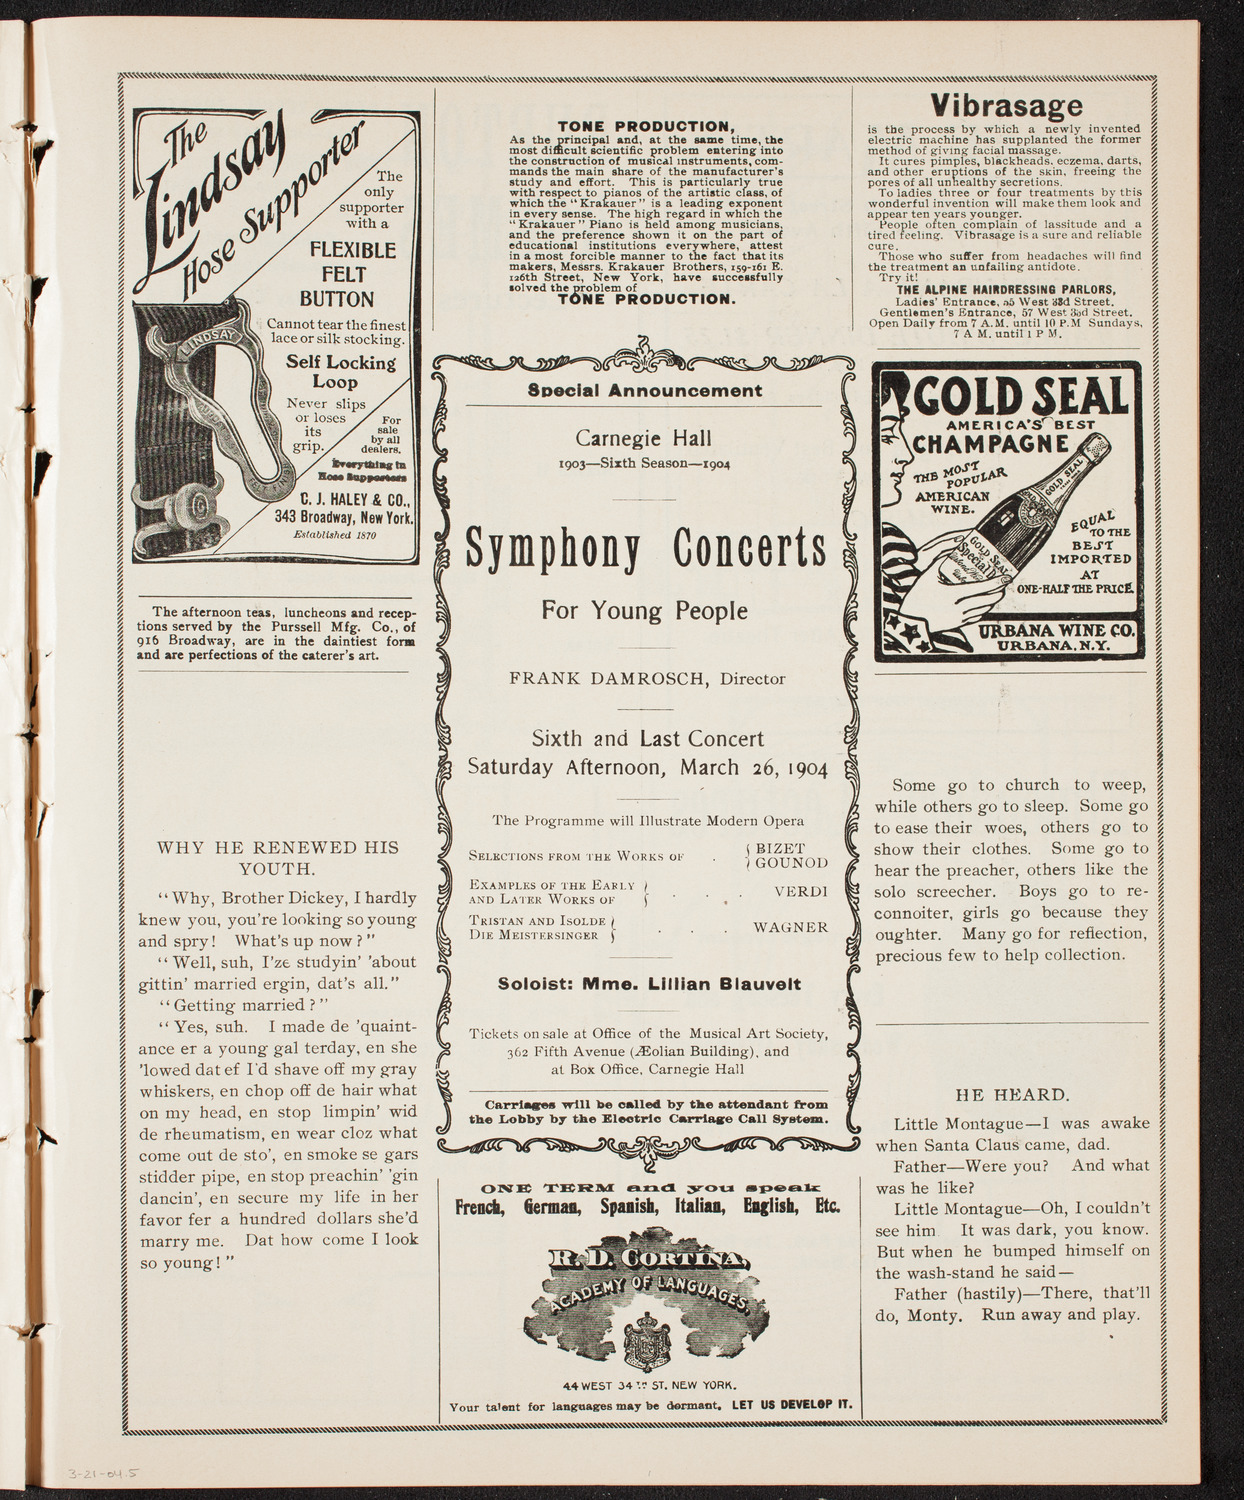 The
Lindsay
Hose Supporter
The
only
supporter
with a
FLEXIBLE
FELT
BUTTON
Cannot tear the finest
lace or silk stocking.
Self Locking
Loop
Never slips
or loses
its
grip.
For
sale
by all
dealers.
Everything in
Hose Supporters
C. J. HALEY & CO.,
343 Broadway, New York.
Established 1870
LINDSAY
The afternoon teas, luncheons and recep-
tions served by the Purssell Mfg. Co., of
916 Broadway, are in the daintiest form
and are perfections of the caterer's art.
WHY HE RENEWED HIS
YOUTH.
"Why, Brother Dickey, I hardly
knew you, you're looking so young
and spry! What's up now?"
"Well, suh, I'ze studyin' 'about
gittin' married ergin, dat's all."
"Getting married?"
"Yes, suh. I made de 'quaint-
ance er a young gal terday, en she
'lowed dat ef I'd shave off my gray
whiskers, en chop off de hair what
on my head, en stop limpin' wid
de rheumatism, en wear cloz what
come out de sto', en smoke se gars
stidder pipe, en stop preachin' 'gin
dancin', en secure my life in her
favor fer a hundred dollars she'd
marry me. Dat how come I look
so young!"
TONE PRODUCTION,
As the principal and, at the same time, the
most difficult scientific problem entering into
the construction of musical instruments, com-
mands the main share of the manufacturer's
study and effort. This is particularly true
with respect to pianos of the artistic class, of
which the "Krakauer" is a leading exponent
in every sense. The high regard in which the
"Krakauer" Piano is held among musicians,
and the preference shown it on the part of
educational institutions everywhere, attest
in a most forcible manner to the fact that its
makers, Messrs. Krakauer Brothers, 159-161 E.
126th Street, New York, have successfully
solved the problem of
TONE PRODUCTION.
Special Announcement
Carnegie Hall
1903—Sixth Season—1904
Symphony Concerts
For Young People
FRANK DAMROSCH, Director
Sixth and Last Concert
Saturday Afternoon, March 26, 1904
The Programme will Illustrate Modern Opera
SELECTIONS FROM THE WORKS OF . { BIZET
GOUNOD
EXAMPLES OF THE EARLY
AND LATER WORKS OF } . . . VERDI
TRISTAN AND ISOLDE
DIE MEISTERSINGER } . . . WAGNER
Soloist: Mme. Lillian Blauvelt
Tickets on sale at Office of the Musical Art Society,
362 Fifth Avenue (Æolian Building), and
at Box Office, Carnegie Hall
Carriages will be called by the attendant from
the Lobby by the Electric Carriage Call System.
ONE TERM and you speak
French, German, Spanish, Italian, English, Etc.
R. D. CORTINA,
ACADEMY OF LANGUAGES,
44 WEST 34TH ST. NEW YORK.
Your talent for languages may be dormant, LET US DEVELOP IT.
Vibrasage
is the process by which a newly invented
electric machine has supplanted the former
method of giving facial massage.
It cures pimples, blackheads, eczema, darts,
and other eruptions of the skin, freeing the
pores of all unhealthy secretions.
To ladies three or four treatments by this
wonderful invention will make them look and
appear ten years younger.
People often complain of lassitude and a
tired feeling. Vibrasage is a sure and reliable
cure.
Those who suffer from headaches will find
the treatment an unfailing antidote.
Try it!
THE ALPINE HAIRDRESSING PARLORS,
Ladies' Entrance, 55 West 33d Street,
Gentlemen's Entrance, 57 West 33d Street.
Open Daily from 7 A.M. until 10 P.M Sundays,
7 A M. until 1 P M.
GOLD SEAL
AMERICA'S BEST
CHAMPAGNE
THE MOST
POPULAR
AMERICAN
WINE.
GOLD SEAL
GOLD SEAL
Special
EQUAL
TO THE
BEST
IMPORTED
AT
ONE-HALF THE PRICE.
URBANA WINE CO.
URBANA, N.Y.
Some go to church to weep,
while others go to sleep. Some go
to ease their woes, others go to
show their clothes. Some go to
hear the preacher, others like the
solo screecher. Boys go to re-
connoiter, girls go because they
oughter. Many go for reflection,
precious few to help collection.
HE HEARD.
Little Montague—I was awake
when Santa Claus came, dad.
Father—Were you? And what
was he like?
Little Montague—Oh, I couldn't
see him It was dark, you know.
But when he bumped himself on
the wash-stand he said—
Father (hastily)—There, that'll
do, Monty. Run away and play.
3-21-04.5